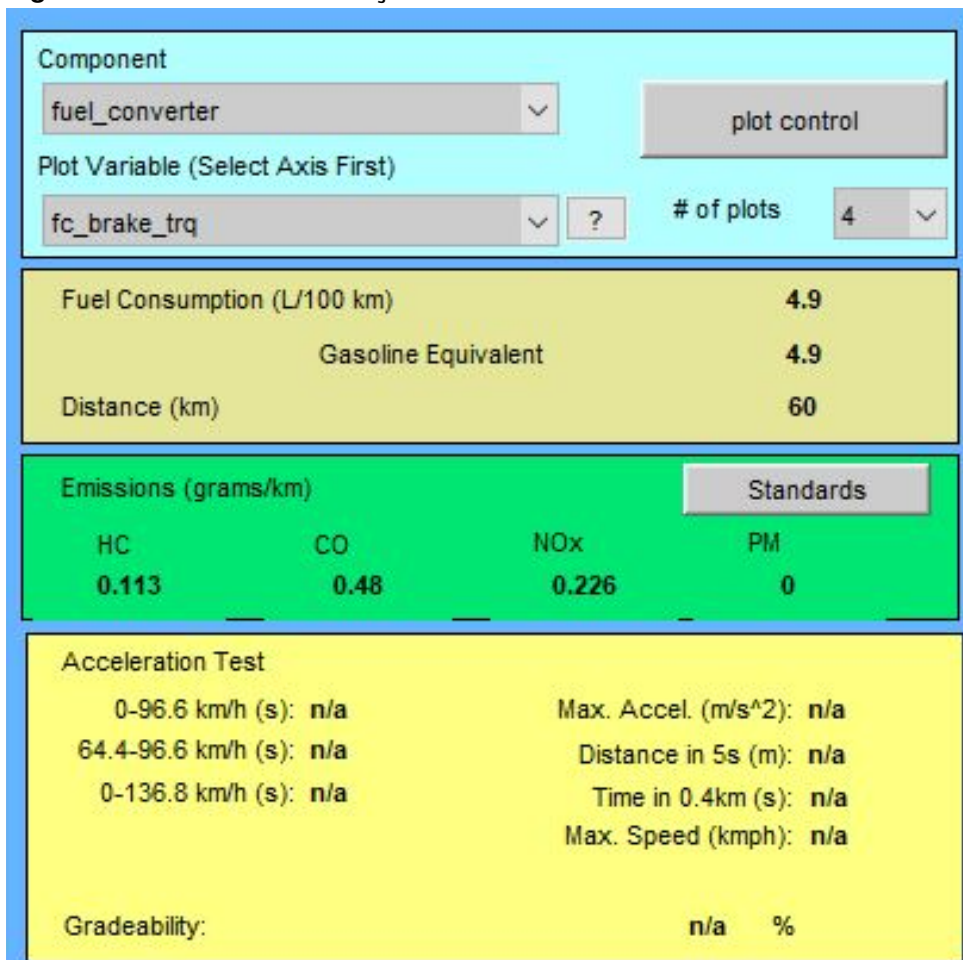 Component
fuel_converter
plot control
Plot Variable (Select Axis First)
fc_brake_trq
?
# of plots
4
Fuel Consumption (L/100 km) 4.9
Gasoline Equivalent 4.9
Distance (km) 60
Emissions (grams/km)
Standards
HC CO NOx PM
0.113 0.48 0.226 0
Acceleration Test
0-96.6 km/h (s): n/a
64.4-96.6 km/h (s): n/a
0-136.8 km/h (s): n/a
Max. Accel. (m/s^2): n/a
Distance in 5s (m): n/a
Time in 0.4km (s): n/a
Max. Speed (kmph): n/a
Gradeability: n/a %